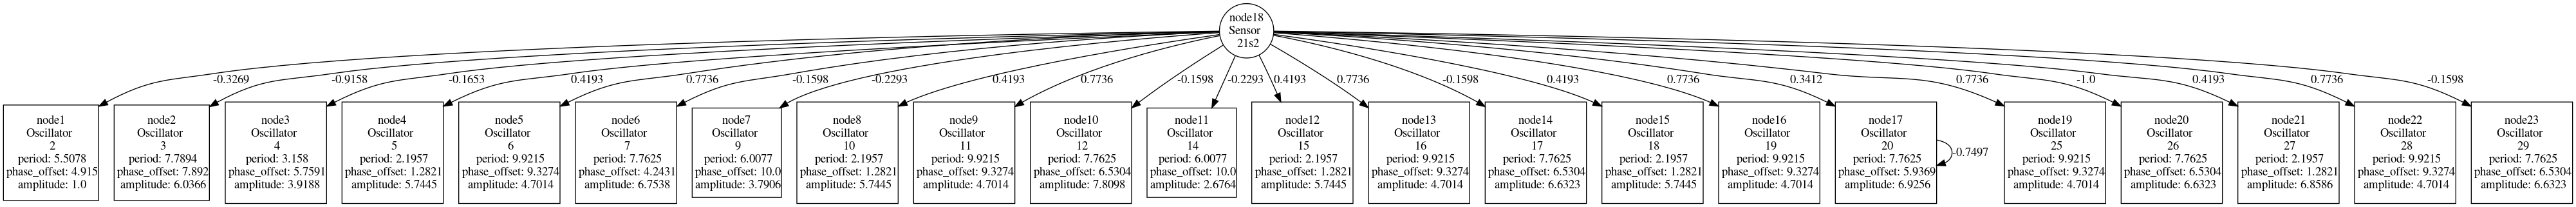 node18
Sensor
21s2
-0.3269
-0.9158
-0.1653
0.4193
0.7736
-0.1598
-0.2293
0.4193
0.7736
-0.1598
-0.2293
0.4193
0.7736
-0.1598
0.4193
0.7736
0.3412
0.7736
-1.0
0.4193
0.7736
-0.1598
node1
Oscillator
2
period: 5.5078
phase_offset: 4.915
amplitude: 1.0
node2
Oscillator
3
period: 7.7894
phase_offset: 7.892
amplitude: 6.0366
node3
Oscillator
4
period: 3.158
phase_offset: 5.7591
amplitude: 3.9188
node4
Oscillator
5
period: 2.1957
phase_offset: 1.2821
amplitude: 5.7445
node5
Oscillator
6
period: 9.9215
phase_offset: 9.3274
amplitude: 4.7014
node6
Oscillator
7
period: 7.7625
phase_offset: 4.2431
amplitude: 6.7538
node7
Oscillator
9
period: 6.0077
phase_offset: 10.0
amplitude: 3.7906
node8
Oscillator
10
period: 2.1957
phase_offset: 1.2821
amplitude: 5.7445
node9
Oscillator
11
period: 9.9215
phase_offset: 9.3274
amplitude: 4.7014
node10
Oscillator
12
period: 7.7625
phase_offset: 6.5304
amplitude: 7.8098
node11
Oscillator
14
period: 6.0077
phase_offset: 10.0
amplitude: 2.6764
node12
Oscillator
15
period: 2.1957
phase_offset: 1.2821
amplitude: 5.7445
node13
Oscillator
16
period: 9.9215
phase_offset: 9.3274
amplitude: 4.7014
node14
Oscillator
17
period: 7.7625
phase_offset: 6.5304
amplitude: 6.6323
node15
Oscillator
18
period: 2.1957
phase_offset: 1.2821
amplitude: 5.7445
node16
Oscillator
19
period: 9.9215
phase_offset: 9.3274
amplitude: 4.7014
node17
Oscillator
20
period: 7.7625
phase_offset: 5.9369
amplitude: 6.9256
-0.7497
node19
Oscillator
25
period: 9.9215
phase_offset: 9.3274
amplitude: 4.7014
node20
Oscillator
26
period: 7.7625
phase_offset: 6.5304
amplitude: 6.6323
node21
Oscillator
27
period: 2.1957
phase_offset: 1.2821
amplitude: 6.8586
node22
Oscillator
28
period: 9.9215
phase_offset: 9.3274
amplitude: 4.7014
node23
Oscillator
29
period: 7.7625
phase_offset: 6.5304
amplitude: 6.6323